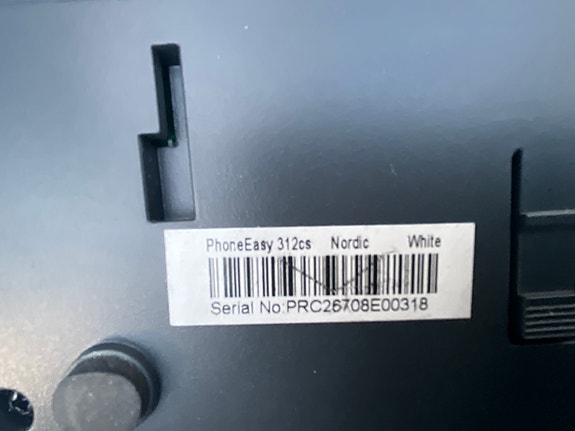 PhoneEasy 312cs Nordic White
Serial No:PRC26708E00318